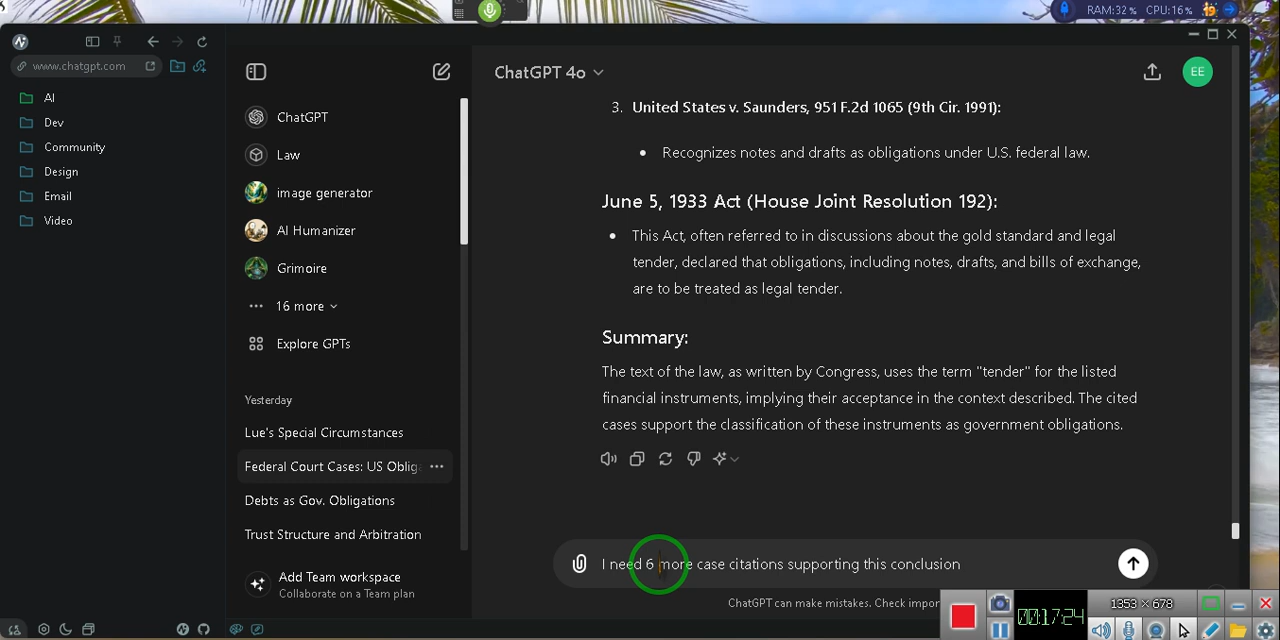 RAM:32% CPU:16% 19
www.chatgpt.com
AI
Dev
Community
Design
Email
Video
ChatGPT
Law
image generator
AI Humanizer
Grimoire
16 more
Explore GPTs
Yesterday
Lue's Special Circumstances
Federal Court Cases: US Oblig
Debts as Gov. Obligations
Trust Structure and Arbitration
Add Team workspace
Collaborate on a Team plan
ChatGPT 4o
EE
3. United States v. Saunders, 951 F.2d 1065 (9th Cir. 1991):
• Recognizes notes and drafts as obligations under U.S. federal law.
June 5, 1933 Act (House Joint Resolution 192):
• This Act, often referred to in discussions about the gold standard and legal
tender, declared that obligations, including notes, drafts, and bills of exchange,
are to be treated as legal tender.
Summary:
The text of the law, as written by Congress, uses the term "tender" for the listed
financial instruments, implying their acceptance in the context described. The cited
cases support the classification of these instruments as government obligations.
I need 6 more case citations supporting this conclusion
ChatGPT can make mistakes. Check impor
1353 × 678
00:17:24